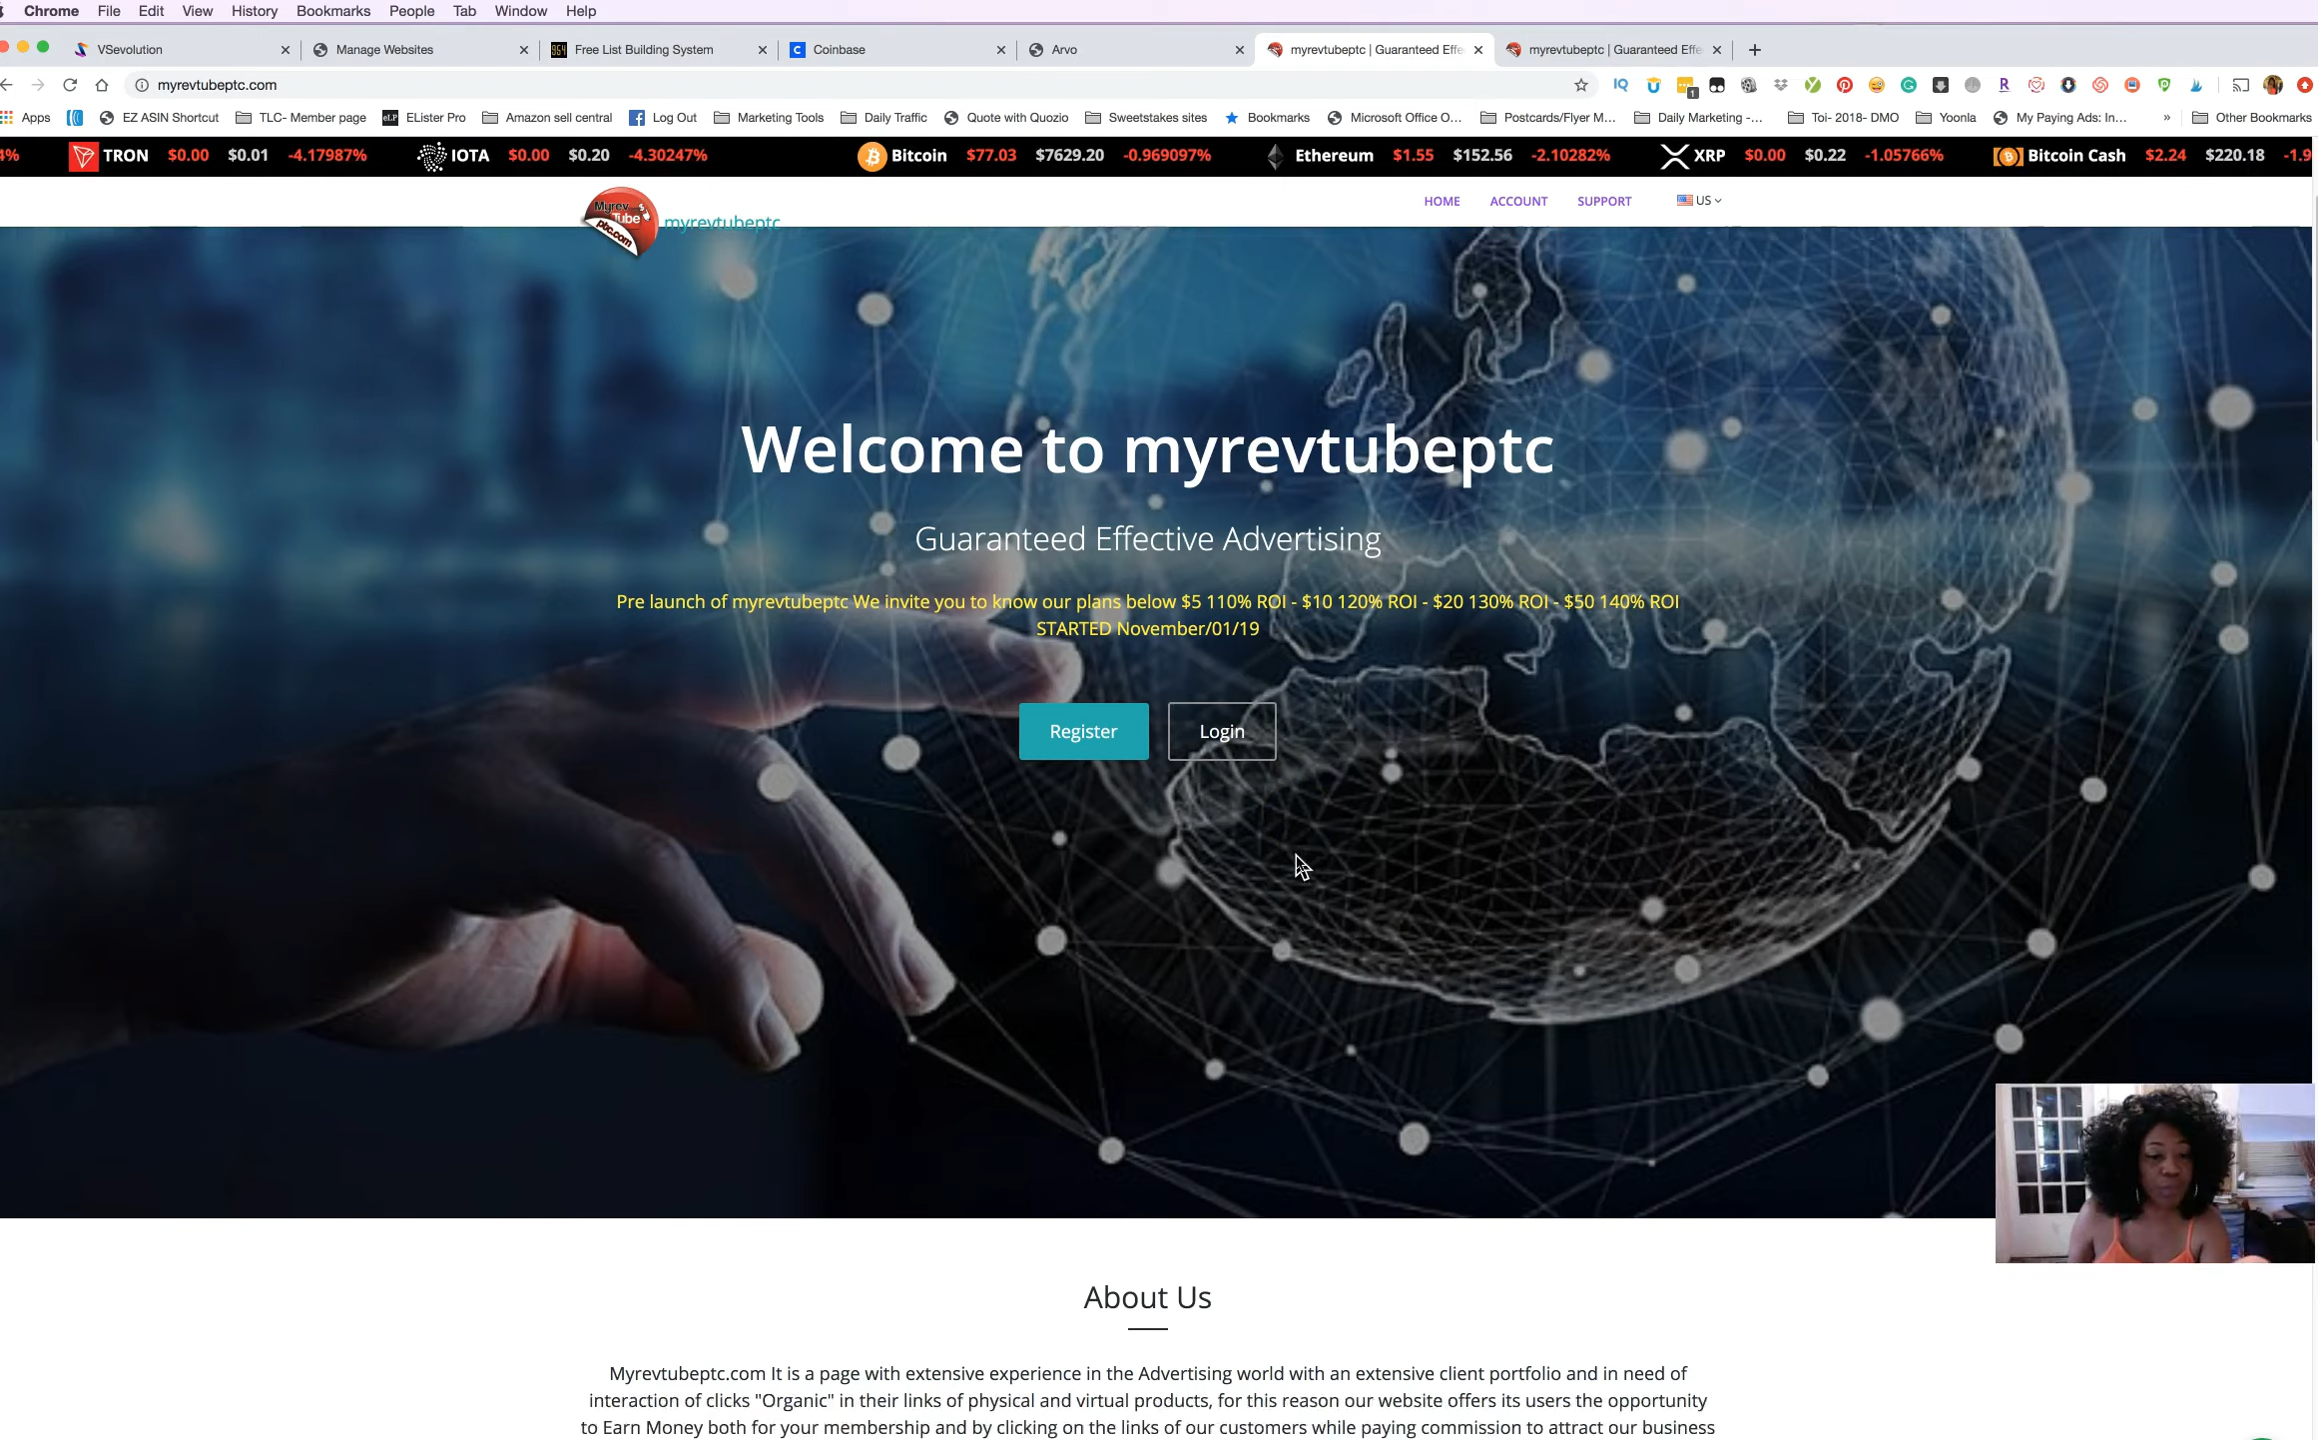 Chrome File Edit View History Bookmarks People Tab Window Help
VSevolution Manage Websites Free List Building System Coinbase Arvo myrevtubeptc | Guaranteed Effe myrevtubeptc | Guaranteed Effe
myrevtubeptc.com
Apps EZ ASIN Shortcut TLC- Member page ELister Pro Amazon sell central Log Out Marketing Tools Daily Traffic Quote with Quozio Sweetstakes sites Bookmarks Microsoft Office O... Postcards/Flyer M... Daily Marketing -... Toi- 2018- DMO Yoonla My Paying Ads: In... » Other Bookmarks
4% TRON $0.00 $0.01 -4.17987% IOTA $0.00 $0.20 -4.30247% Bitcoin $77.03 $7629.20 -0.969097% Ethereum $1.55 $152.56 -2.10282% XRP $0.00 $0.22 -1.05766% Bitcoin Cash $2.24 $220.18 -1.9
Myrev Tube ptc.com myrevtubeptc HOME ACCOUNT SUPPORT US
Welcome to myrevtubeptc
Guaranteed Effective Advertising
Pre launch of myrevtubeptc We invite you to know our plans below $5 110% ROI - $10 120% ROI - $20 130% ROI - $50 140% ROI
STARTED November/01/19
Register Login
About Us
Myrevtubeptc.com It is a page with extensive experience in the Advertising world with an extensive client portfolio and in need of
interaction of clicks "Organic" in their links of physical and virtual products, for this reason our website offers its users the opportunity
to Earn Money both for your membership and by clicking on the links of our customers while paying commission to attract our business